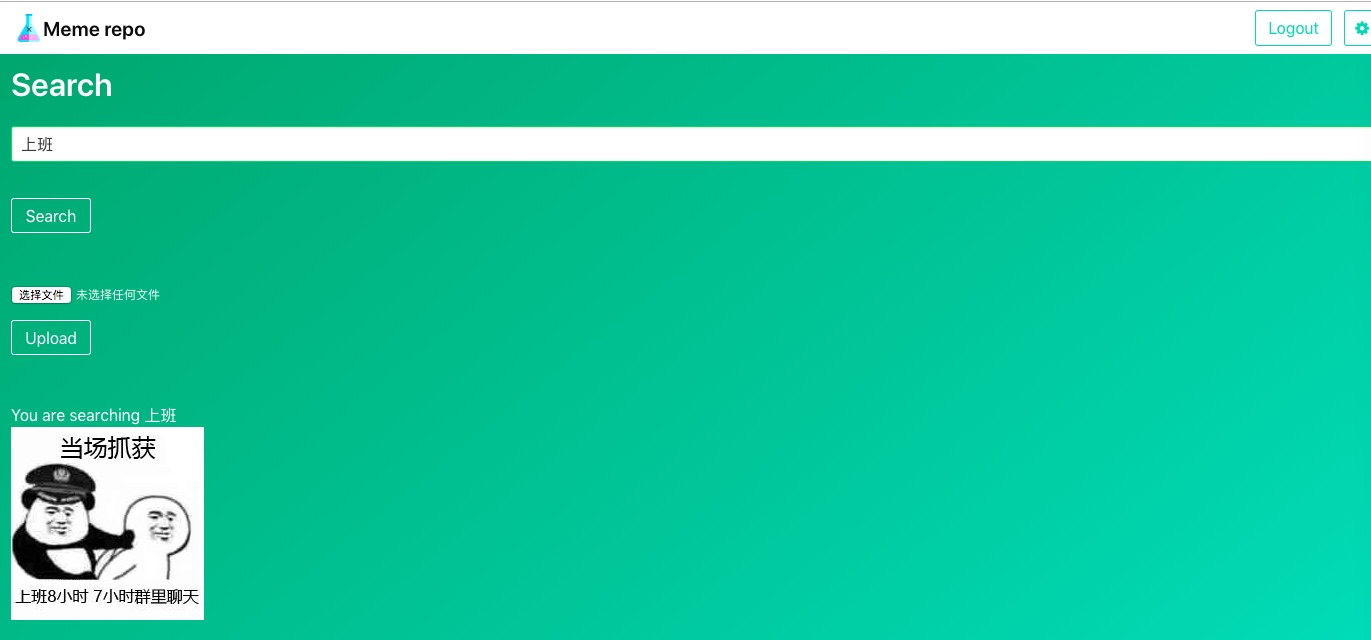 Meme repo
Logout
Search
上班
Search
选择文件 未选择任何文件
Upload
You are searching 上班
当场抓获
上班8小时 7小时群里聊天